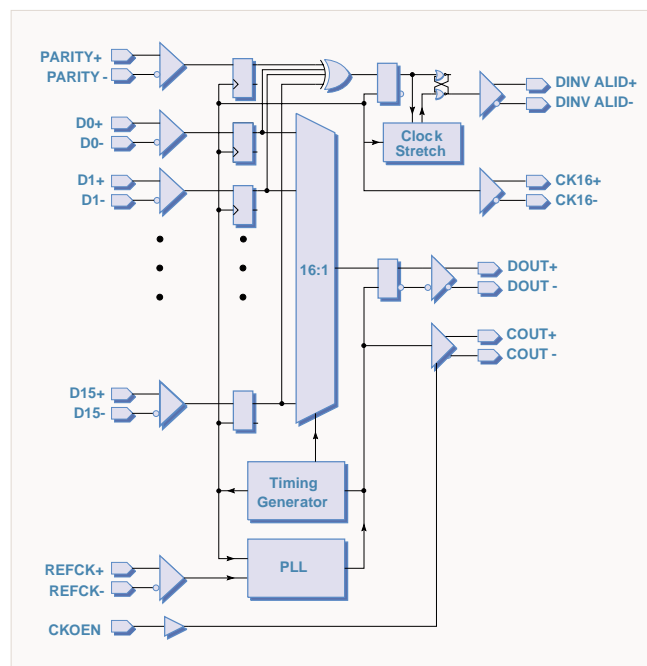 PARITY+
PARITY -
D0+
D0-
D1+
D1-
D15+
D15-
REFCK+
REFCK-
CKOEN
16:1
Timing
Generator
PLL
Clock
Stretch
DINV ALID+
DINV ALID-
CK16+
CK16-
DOUT+
DOUT -
COUT+
COUT -